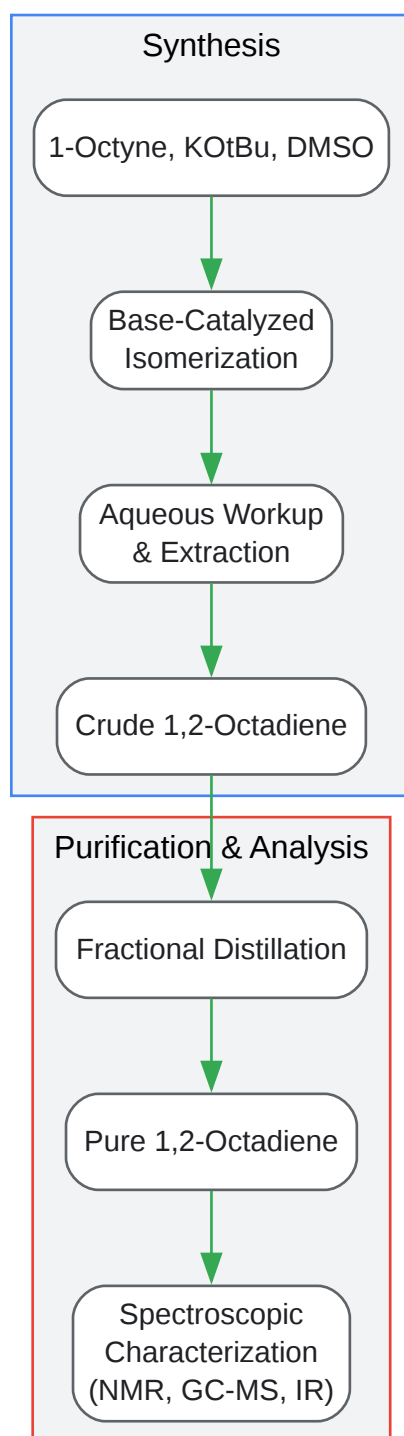 Synthesis
1-Octyne, KOtBu, DMSO
Base-Catalyzed
Isomerization
Aqueous Workup
& Extraction
Crude 1,2-Octadiene
Purification & Analysis
Fractional Distillation
Pure 1,2-Octadiene
Spectroscopic
Characterization
(NMR, GC-MS, IR)